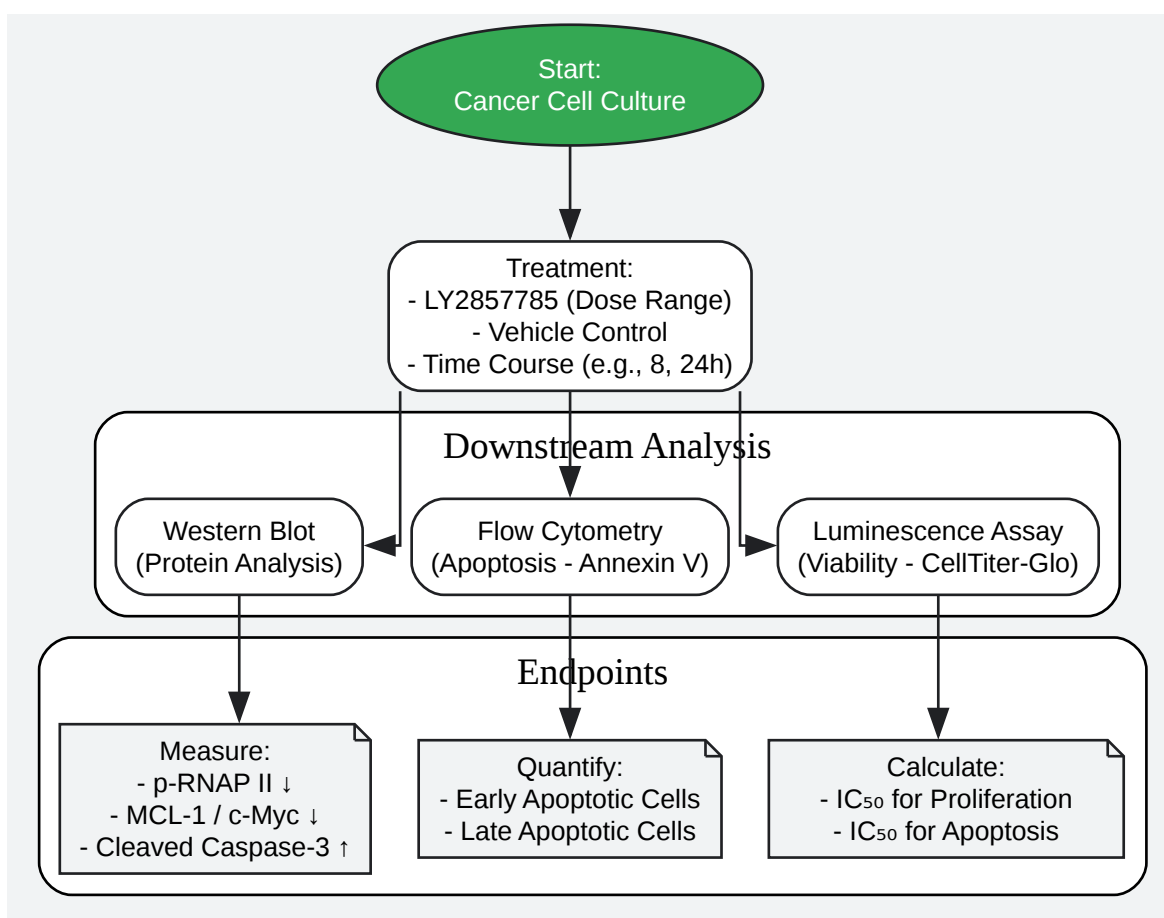 Start:
Cancer Cell Culture
Treatment:
- LY2857785 (Dose Range)
- Vehicle Control
- Time Course (e.g., 8, 24h)
Downstream Analysis
Western Blot
(Protein Analysis)
Flow Cytometry
(Apoptosis - Annexin V)
Luminescence Assay
(Viability - CellTiter-Glo)
Endpoints
Measure:
- p-RNAP II ↓
- MCL-1 / c-Myc ↓
- Cleaved Caspase-3 ↑
Quantify:
- Early Apoptotic Cells
- Late Apoptotic Cells
Calculate:
- IC₅₀ for Proliferation
- IC₅₀ for Apoptosis